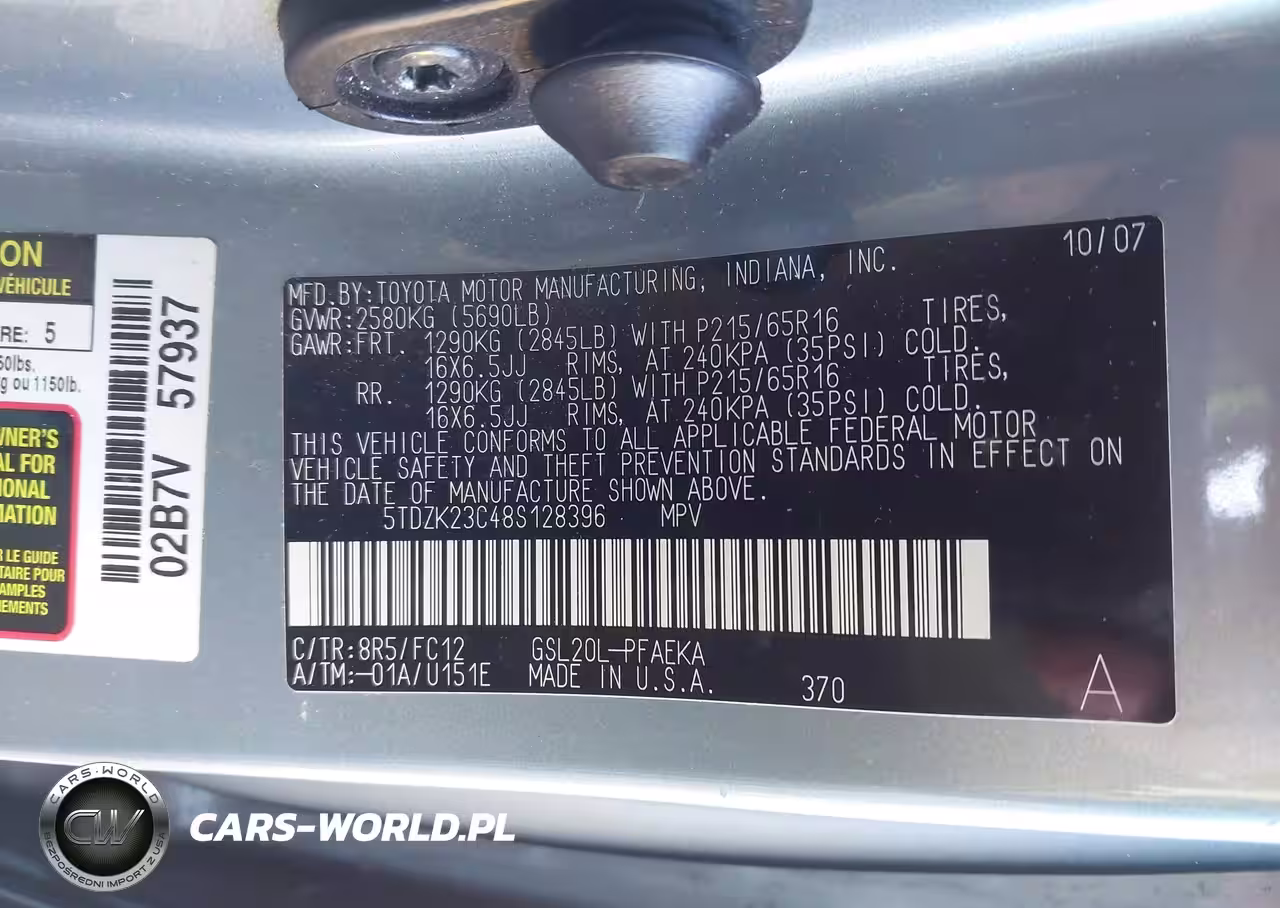 ON
VÉHICULE
RE: 5
50lbs.
g ou 1150lb.
WNER'S
AL FOR
IONAL
MATION
R LE GUIDE
TAIRE POUR
AMPLES
EMENTS
02B7V 57937
10/07
MFD.BY:TOYOTA MOTOR MANUFACTURING, INDIANA, INC.
GVWR:2580KG (5690LB)
GAWR:FRT. 1290KG (2845LB) WITH P215/65R16 TIRES,
16X6.5JJ RIMS, AT 240KPA (35PSI) COLD.
RR. 1290KG (2845LB) WITH P215/65R16 TIRES,
16X6.5JJ RIMS, AT 240KPA (35PSI) COLD.
THIS VEHICLE CONFORMS TO ALL APPLICABLE FEDERAL MOTOR
VEHICLE SAFETY AND THEFT PREVENTION STANDARDS IN EFFECT ON
THE DATE OF MANUFACTURE SHOWN ABOVE.
5TDZK23C48S128396 MPV
C/TR:8R5/FC12 GSL20L-PFAEKA
A/TM:-01A/U151E MADE IN U.S.A. 370 A
CARS-WORLD
CW
BEZPOŚREDNI IMPORT Z USA
CARS-WORLD.PL